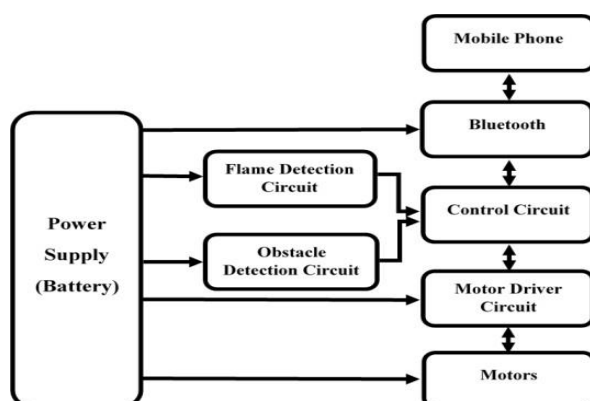 Mobile Phone
Bluetooth
Flame Detection
Circuit
Control Circuit
Power
Supply
(Battery)
Obstacle
Detection Circuit
Motor Driver
Circuit
Motors